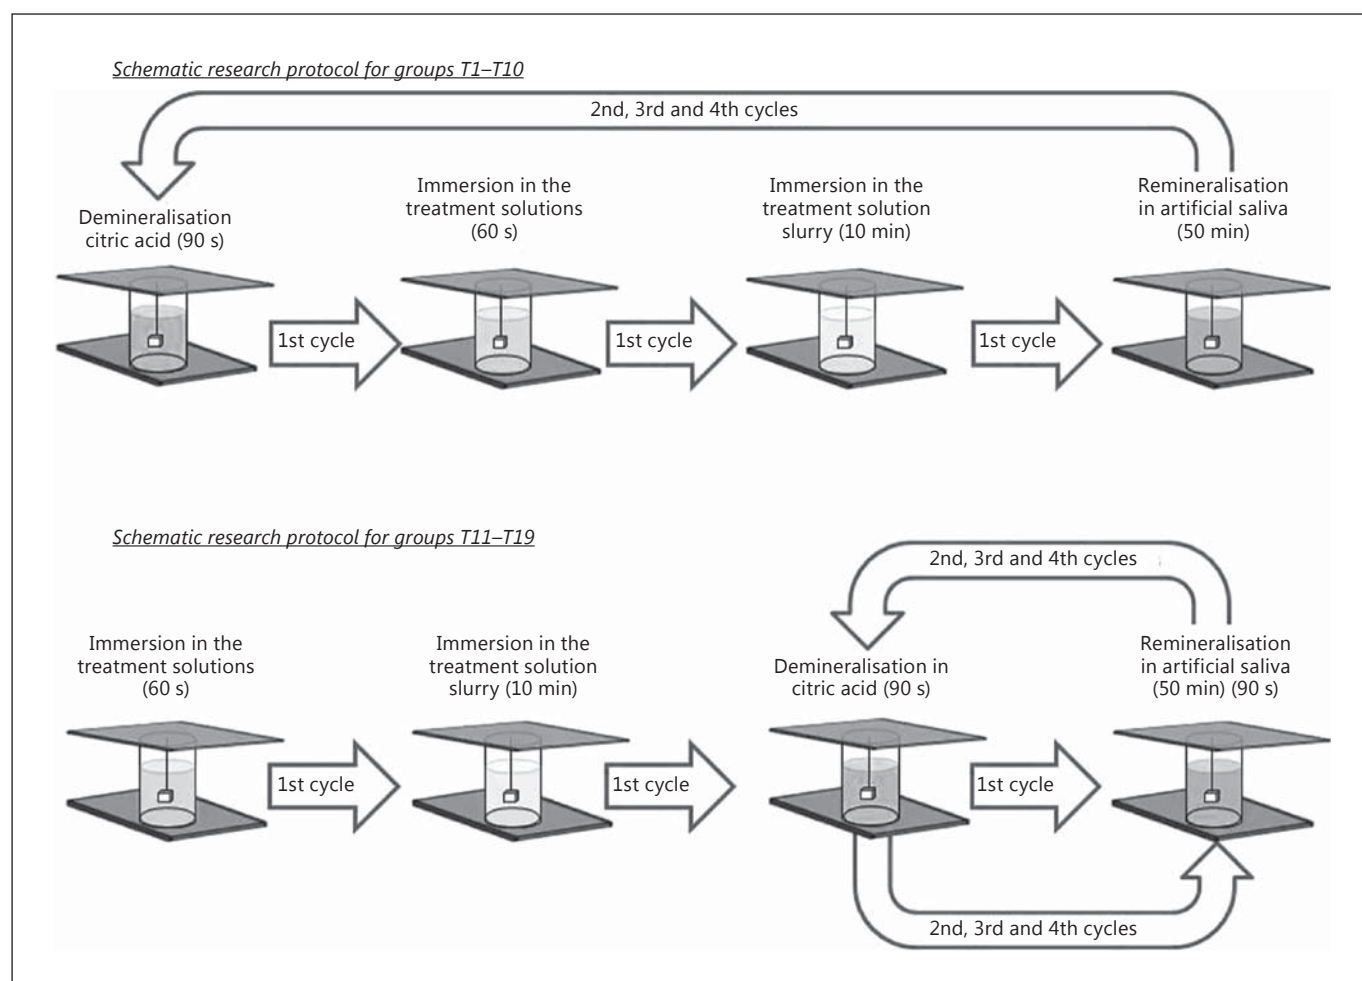 Schematic research protocol for groups T1–T10
2nd, 3rd and 4th cycles
Demineralisation
citric acid (90 s)
Immersion in the
treatment solutions
(60 s)
Immersion in the
treatment solution
slurry (10 min)
Remineralisation
in artificial saliva
(50 min)
1st cycle
1st cycle
1st cycle
Schematic research protocol for groups T11–T19
2nd, 3rd and 4th cycles
Immersion in the
treatment solutions
(60 s)
Immersion in the
treatment solution
slurry (10 min)
Demineralisation in
citric acid (90 s)
Remineralisation
in artificial saliva
(50 min) (90 s)
1st cycle
1st cycle
1st cycle
2nd, 3rd and 4th cycles